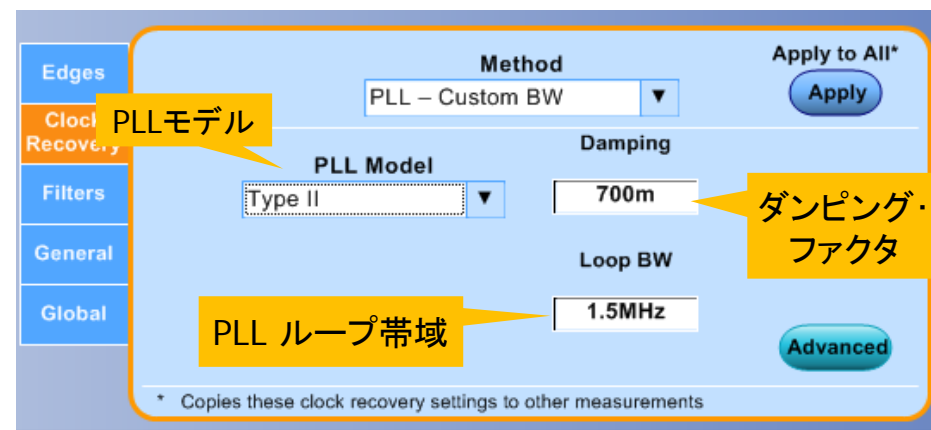 Edges
Clock
Recovery
Filters
General
Global
Method
PLL – Custom BW
Apply to All*
Apply
PLLモデル
PLL Model
Type II
Damping
700m
ダンピング・
ファクタ
Loop BW
1.5MHz
PLL ループ帯域
Advanced
* Copies these clock recovery settings to other measurements